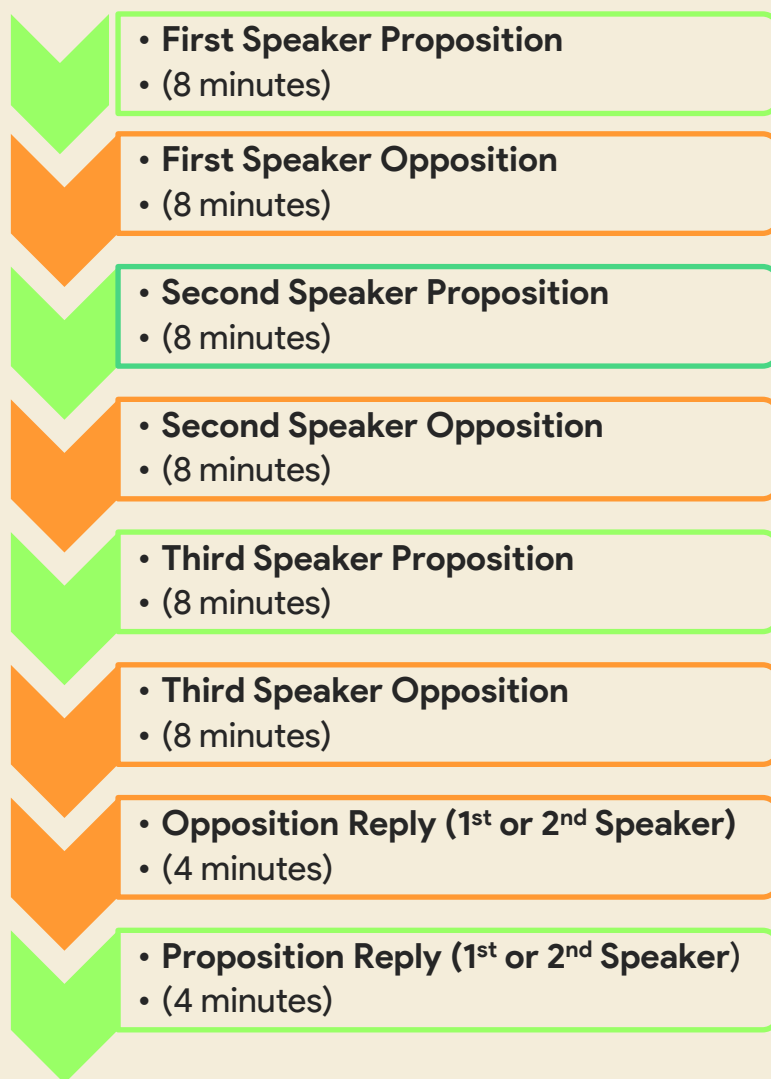 • First Speaker Proposition
• (8 minutes)
• First Speaker Opposition
• (8 minutes)
• Second Speaker Proposition
• (8 minutes)
• Second Speaker Opposition
• (8 minutes)
• Third Speaker Proposition
• (8 minutes)
• Third Speaker Opposition
• (8 minutes)
• Opposition Reply (1st or 2nd Speaker)
• (4 minutes)
• Proposition Reply (1st or 2nd Speaker)
• (4 minutes)